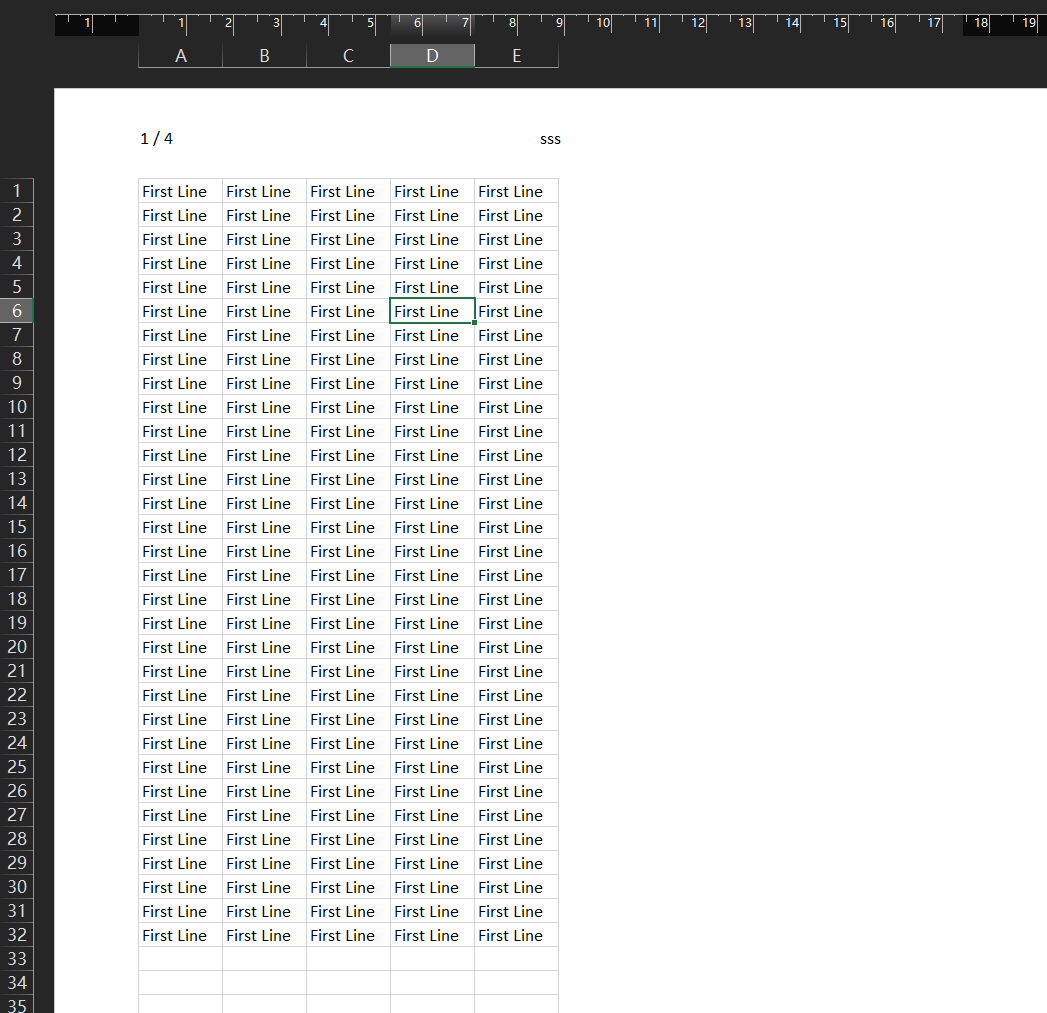 1 1 2 3 4 5 6 7 8 9 10 11 12 13 14 15 16 17 18 19
A B C D E
1 / 4 sss
1 First Line First Line First Line First Line First Line
2 First Line First Line First Line First Line First Line
3 First Line First Line First Line First Line First Line
4 First Line First Line First Line First Line First Line
5 First Line First Line First Line First Line First Line
6 First Line First Line First Line First Line First Line
7 First Line First Line First Line First Line First Line
8 First Line First Line First Line First Line First Line
9 First Line First Line First Line First Line First Line
10 First Line First Line First Line First Line First Line
11 First Line First Line First Line First Line First Line
12 First Line First Line First Line First Line First Line
13 First Line First Line First Line First Line First Line
14 First Line First Line First Line First Line First Line
15 First Line First Line First Line First Line First Line
16 First Line First Line First Line First Line First Line
17 First Line First Line First Line First Line First Line
18 First Line First Line First Line First Line First Line
19 First Line First Line First Line First Line First Line
20 First Line First Line First Line First Line First Line
21 First Line First Line First Line First Line First Line
22 First Line First Line First Line First Line First Line
23 First Line First Line First Line First Line First Line
24 First Line First Line First Line First Line First Line
25 First Line First Line First Line First Line First Line
26 First Line First Line First Line First Line First Line
27 First Line First Line First Line First Line First Line
28 First Line First Line First Line First Line First Line
29 First Line First Line First Line First Line First Line
30 First Line First Line First Line First Line First Line
31 First Line First Line First Line First Line First Line
32 First Line First Line First Line First Line First Line
33
34
35